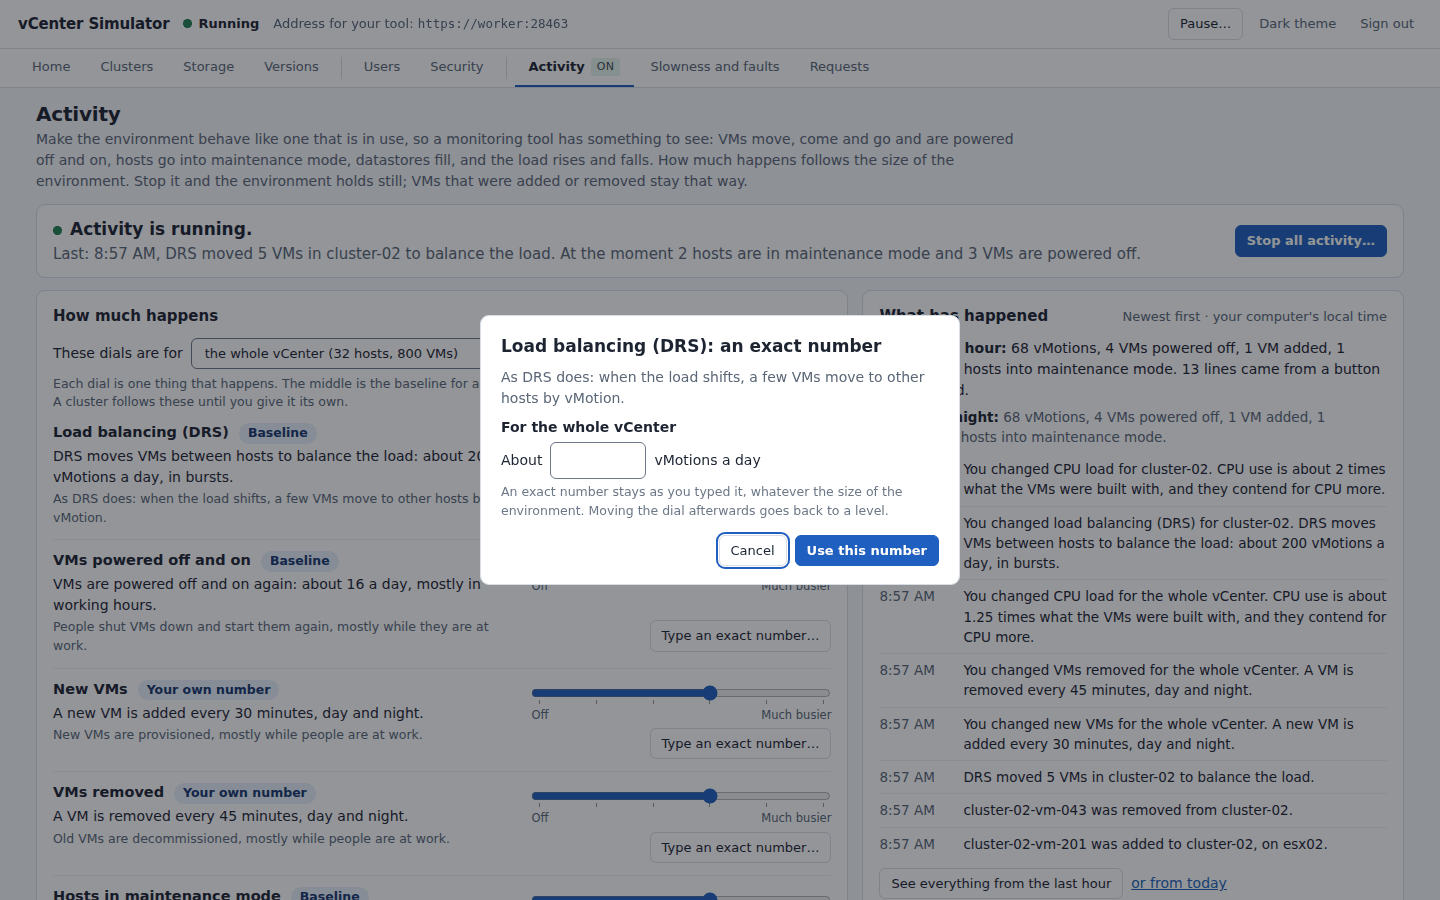 vCenter Simulator Running Address for your tool: https://worker:28463 Pause… Dark theme Sign out
Home Clusters Storage Versions Users Security Activity ON Slowness and faults Requests
Activity
Make the environment behave like one that is in use, so a monitoring tool has something to see: VMs move, come and go and are powered
off and on, hosts go into maintenance mode, datastores fill, and the load rises and falls. How much happens follows the size of the
environment. Stop it and the environment holds still; VMs that were added or removed stay that way.
Activity is running.
Last: 8:57 AM, DRS moved 5 VMs in cluster-02 to balance the load. At the moment 2 hosts are in maintenance mode and 3 VMs are powered off.
Stop all activity…
How much happens
These dials are for the whole vCenter (32 hosts, 800 VMs)
Each dial is one thing that happens. The middle is the baseline for a
A cluster follows these until you give it its own.
Load balancing (DRS) Baseline
DRS moves VMs between hosts to balance the load: about 20
vMotions a day, in bursts.
As DRS does: when the load shifts, a few VMs move to other hosts b
vMotion.
VMs powered off and on Baseline
VMs are powered off and on again: about 16 a day, mostly in
working hours.
People shut VMs down and start them again, mostly while they are at
work.
Off Much busier
Type an exact number…
New VMs Your own number
A new VM is added every 30 minutes, day and night.
New VMs are provisioned, mostly while people are at work.
Off Much busier
Type an exact number…
VMs removed Your own number
A VM is removed every 45 minutes, day and night.
Old VMs are decommissioned, mostly while people are at work.
Off Much busier
Type an exact number…
Hosts in maintenance mode Baseline
Load balancing (DRS): an exact number
As DRS does: when the load shifts, a few VMs move to other
hosts by vMotion.
For the whole vCenter
About vMotions a day
An exact number stays as you typed it, whatever the size of the
environment. Moving the dial afterwards goes back to a level.
Cancel Use this number
What has happened Newest first · your computer's local time
hour: 68 vMotions, 4 VMs powered off, 1 VM added, 1
hosts into maintenance mode. 13 lines came from a button
68 vMotions, 4 VMs powered off, 1 VM added, 1
hosts into maintenance mode.
You changed CPU load for cluster-02. CPU use is about 2 times
what the VMs were built with, and they contend for CPU more.
You changed load balancing (DRS) for cluster-02. DRS moves
VMs between hosts to balance the load: about 200 vMotions a
day, in bursts.
8:57 AM You changed CPU load for the whole vCenter. CPU use is about
1.25 times what the VMs were built with, and they contend for
CPU more.
8:57 AM You changed VMs removed for the whole vCenter. A VM is
removed every 45 minutes, day and night.
8:57 AM You changed new VMs for the whole vCenter. A new VM is
added every 30 minutes, day and night.
8:57 AM DRS moved 5 VMs in cluster-02 to balance the load.
8:57 AM cluster-02-vm-043 was removed from cluster-02.
8:57 AM cluster-02-vm-201 was added to cluster-02, on esx02.
See everything from the last hour or from today